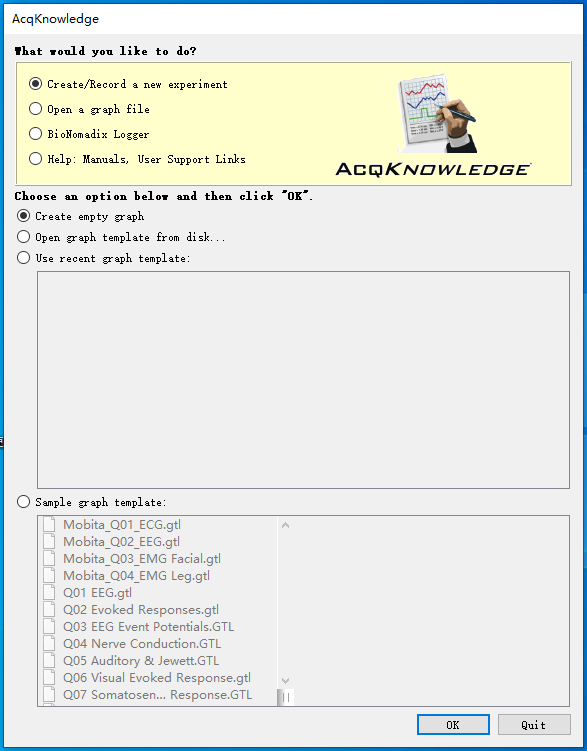 AcqKnowledge
What would you like to do?
Create/Record a new experiment
Open a graph file
BioNomadix Logger
Help: Manuals, User Support Links
ACQKNOWLEDGE
Choose an option below and then click "OK".
Create empty graph
Open graph template from disk...
Use recent graph template:
Sample graph template:
Mobita_Q01_ECG.gtl
Mobita_Q02_EEG.gtl
Mobita_Q03_EMG Facial.gtl
Mobita_Q04_EMG Leg.gtl
Q01 EEG.gtl
Q02 Evoked Responses.gtl
Q03 EEG Event Potentials.GTL
Q04 Nerve Conduction.GTL
Q05 Auditory & Jewett.GTL
Q06 Visual Evoked Response.gtl
Q07 Somatosen... Response.GTL
OK
Quit